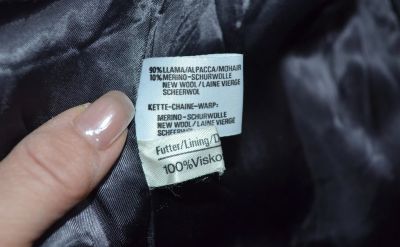 90% LLAMA/ALPACCA/MOHAIR
10% MERINO-SCHURWOLLE
NEW WOOL/LAINE VIERGE
SCHEERWOL
KETTE-CHAINE-WARP:
MERINO-SCHURWOLLE
NEW WOOL/LAINE VIERGE
SCHEERWOL
Futter/Lining/D
100%Visko